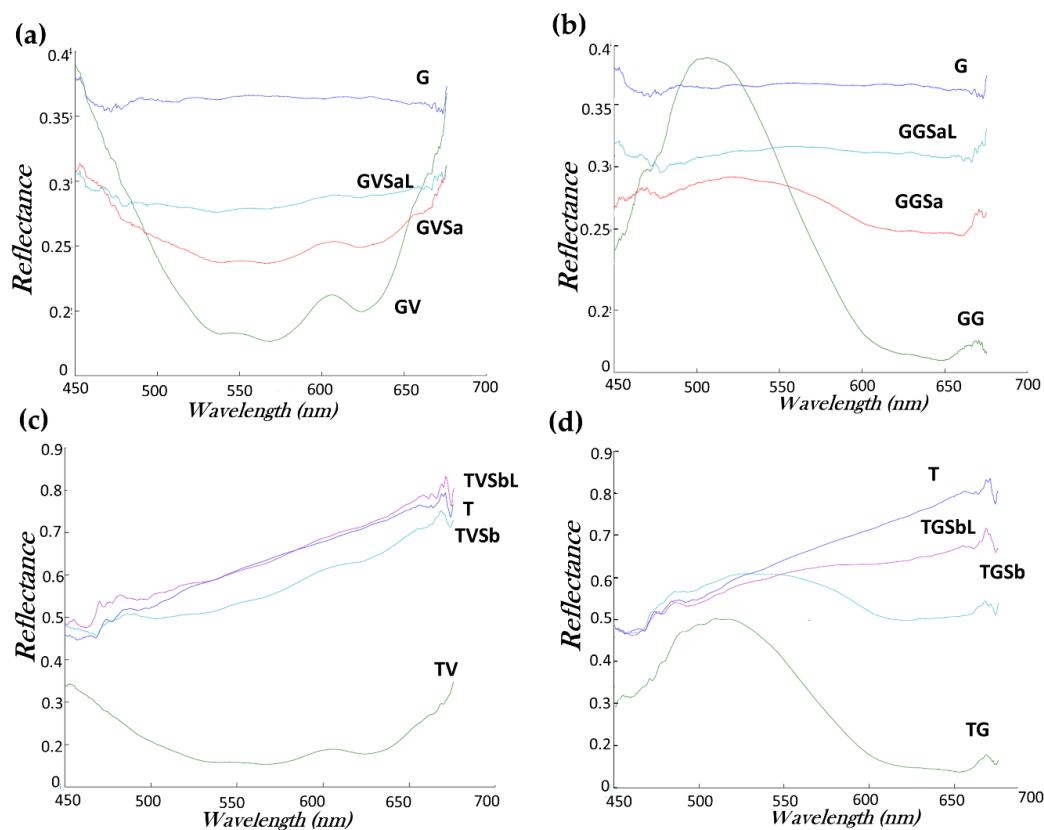 (a)
0.4
0.35
0.3
0.25
0.2
0
Reflectance
G
GVSaL
GVSa
GV
450
500
550
600
650
700
Wavelength (nm)
(b)
0.4
0.35
0.3
0.25
0.2
0
Reflectance
G
GGSaL
GGSa
GG
450
500
550
600
650
700
Wavelength (nm)
(c)
0.9
0.8
0.7
0.6
0.5
0.4
0.3
0.2
0.00
Reflectance
TVSbL
T
TVSb
TV
450
500
550
600
650
700
Wavelength (nm)
(d)
0.9
0.8
0.7
0.6
0.5
0.4
0.3
0.2
0.00
Reflectance
T
TGSbL
TGSb
TG
450
500
550
600
650
700
Wavelength (nm)